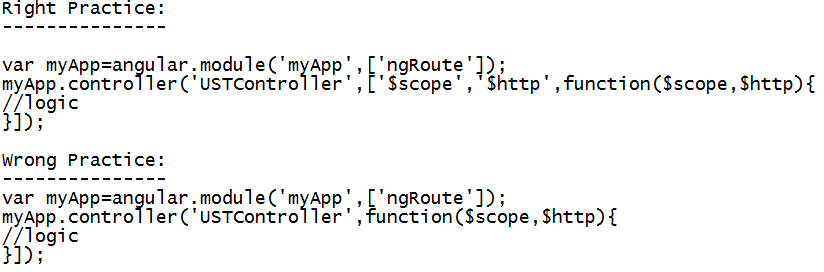 Right Practice:
---------------
var myApp=angular.module('myApp',['ngRoute']);
myApp.controller('USTController',['$scope','$http',function($scope,$http){
//logic
}]);
Wrong Practice:
---------------
var myApp=angular.module('myApp',['ngRoute']);
myApp.controller('USTController',function($scope,$http){
//logic
}]);